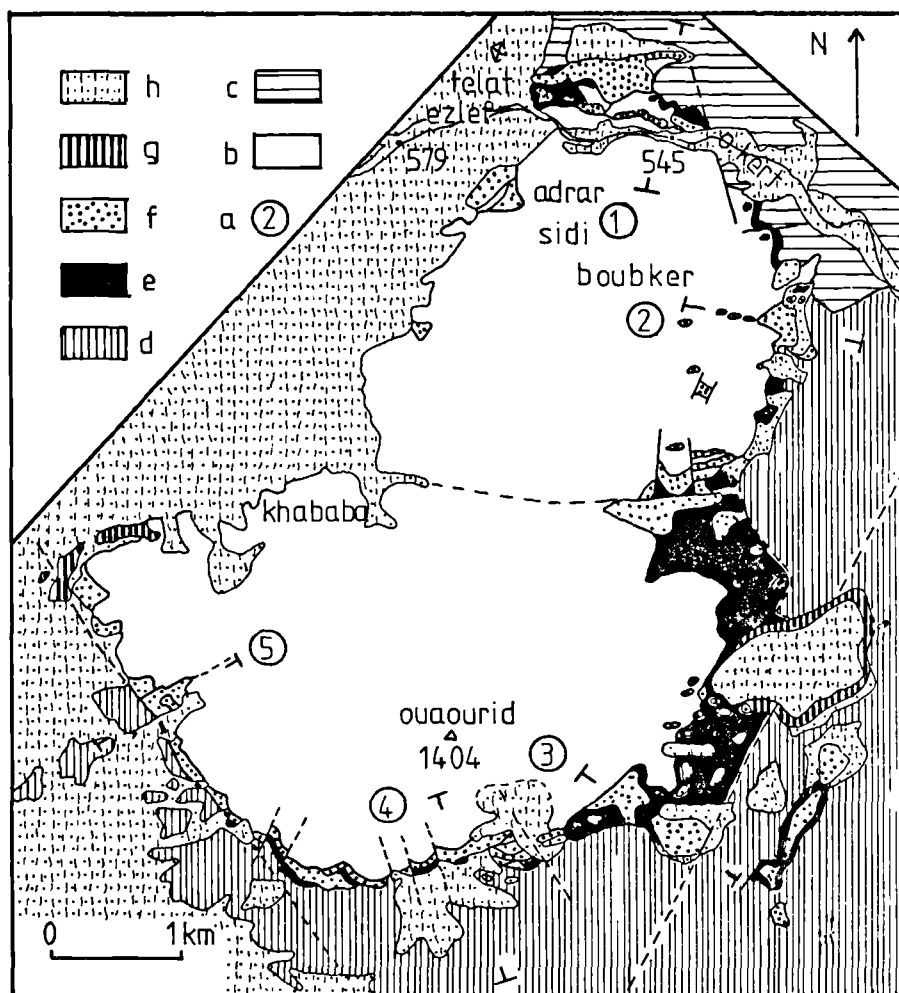 N
h
c
g
b
f
a ②
e
d
telat
ezlef
579
545
adrar
sidi ①
boubker
②
khababa
⑤
ouaourid
1404
③
④
0 1km